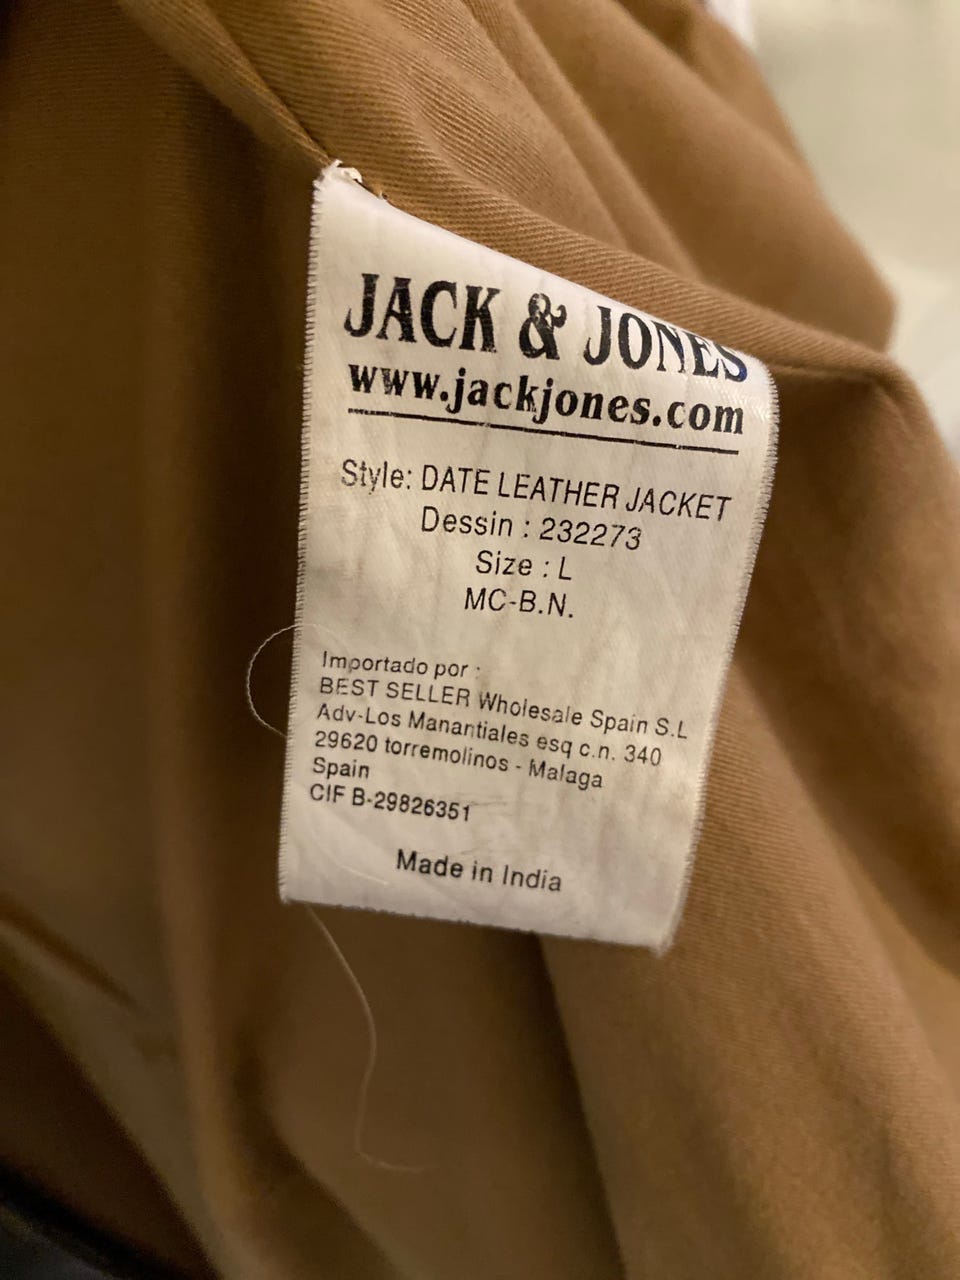 JACK & JONES
www.jackjones.com
Style: DATE LEATHER JACKET
Dessin : 232273
Size : L
MC-B.N.
Importado por :
BEST SELLER Wholesale Spain S.L
Adv-Los Manantiales esq c.n. 340
29620 torremolinos - Malaga
Spain
CIF B-29826351
Made in India